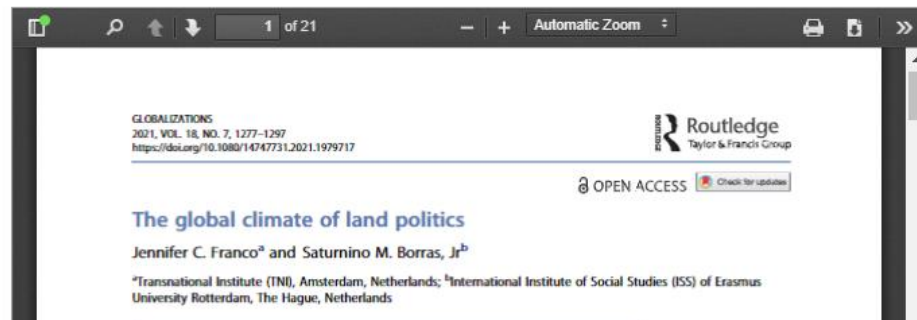 1 of 21
Automatic Zoom
GLOBALIZATIONS
2021, VOL. 18, NO. 7, 1277–1297
https://doi.org/10.1080/14747731.2021.1979717
ROUTLEDGE
Routledge
Taylor & Francis Group
OPEN ACCESS
Check for updates
The global climate of land politics
Jennifer C. Franco^a and Saturnino M. Borras, Jr^b
^aTransnational Institute (TNI), Amsterdam, Netherlands; ^bInternational Institute of Social Studies (ISS) of Erasmus
University Rotterdam, The Hague, Netherlands